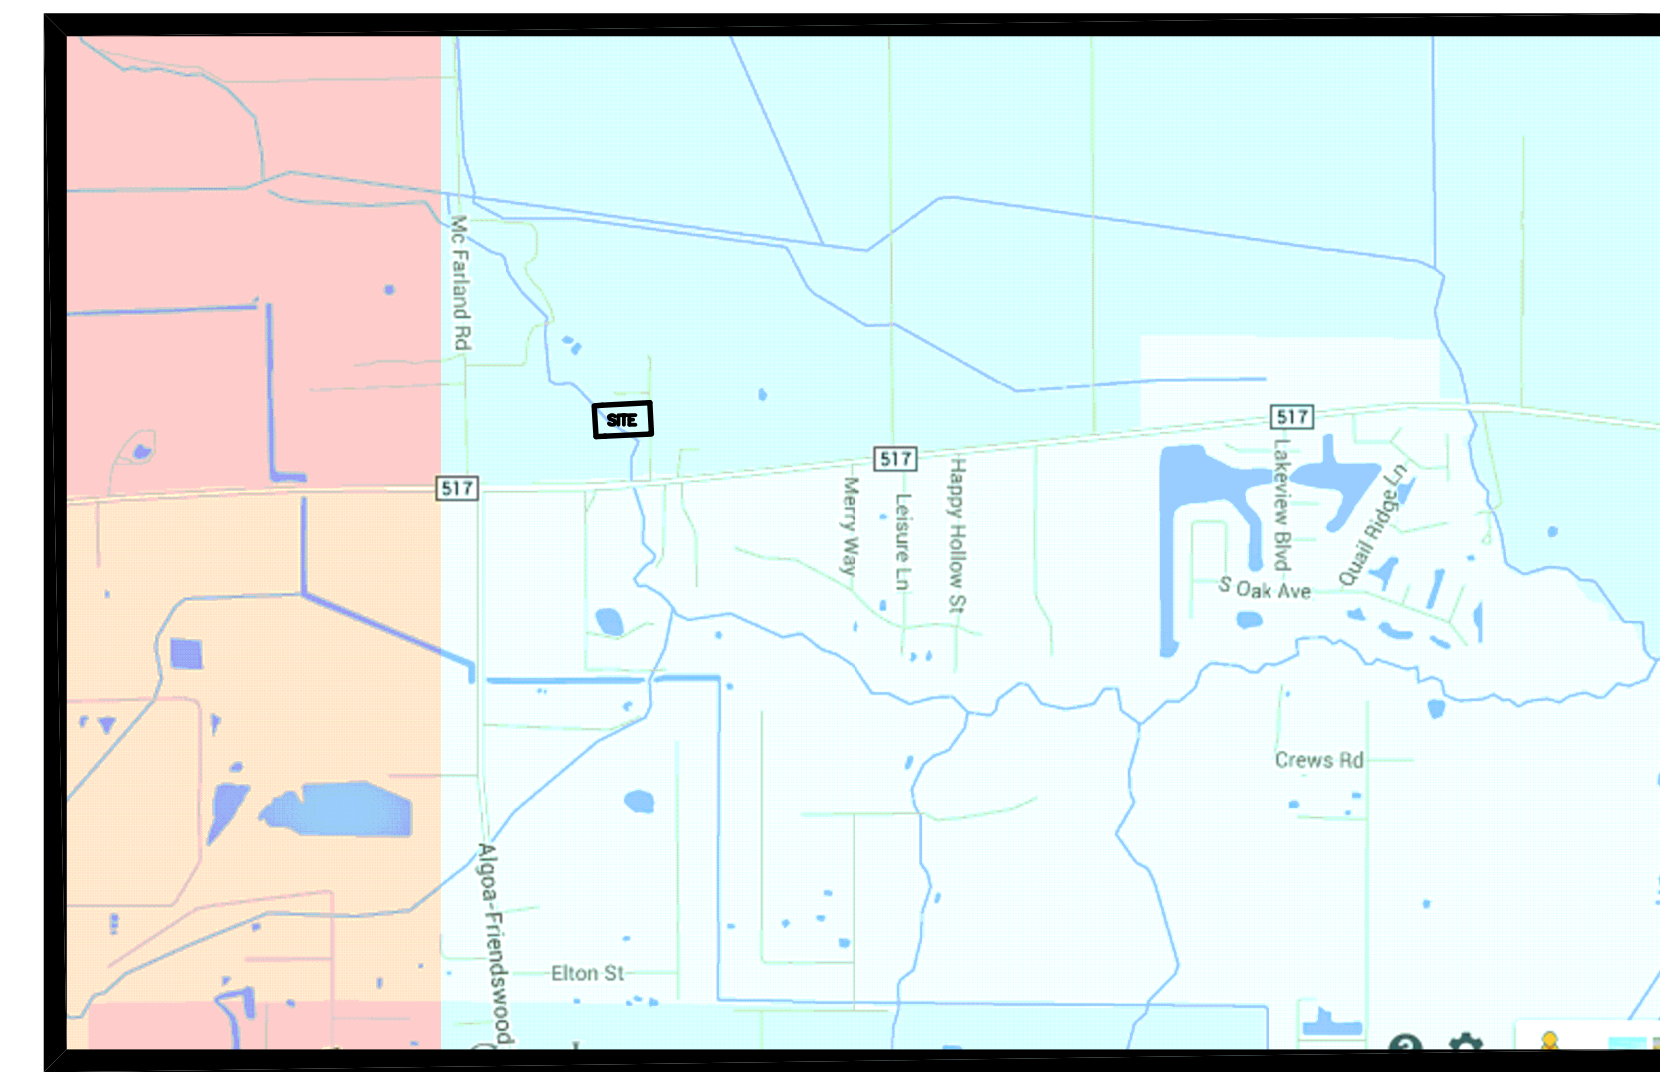 Mc Farland Rd
SITE
517
517
517
Merry Way
Leisure Ln
Happy Hollow St
Lakeview Blvd
Quail Ridge Ln
S Oak Ave
Crews Rd
Algoa-Friendswood
Elton St